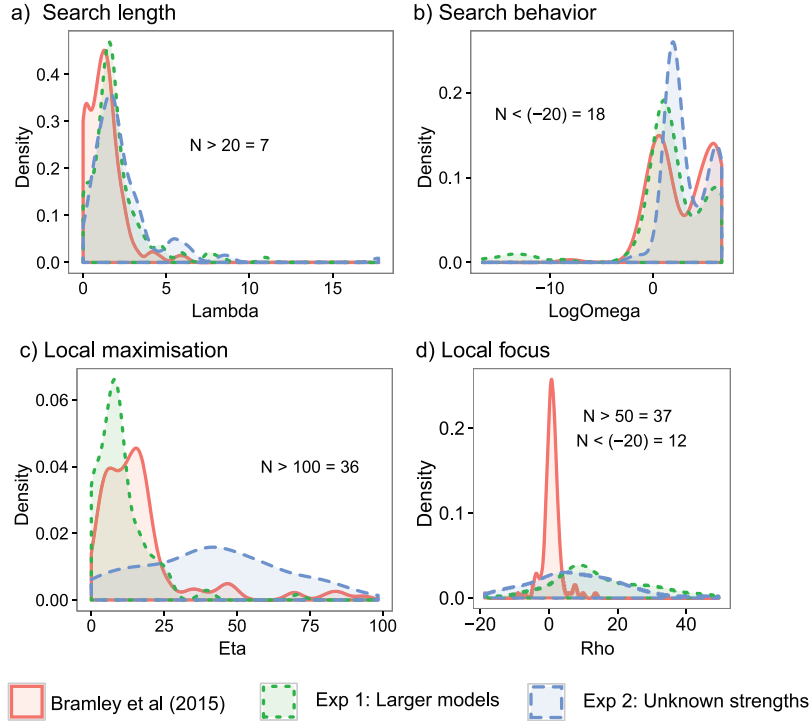 a) Search length
b) Search behavior
Density
0.4
0.3
0.2
0.1
0.0
N > 20 = 7
0 5 10 15
Lambda
Density
0.2
0.1
0.0
N < (−20) = 18
−10 0
LogOmega
c) Local maximisation
d) Local focus
Density
0.06
0.04
0.02
0.00
N > 100 = 36
0 25 50 75 100
Eta
Density
0.2
0.1
0.0
N > 50 = 37
N < (−20) = 12
−20 0 20 40
Rho
Bramley et al (2015)
Exp 1: Larger models
Exp 2: Unknown strengths